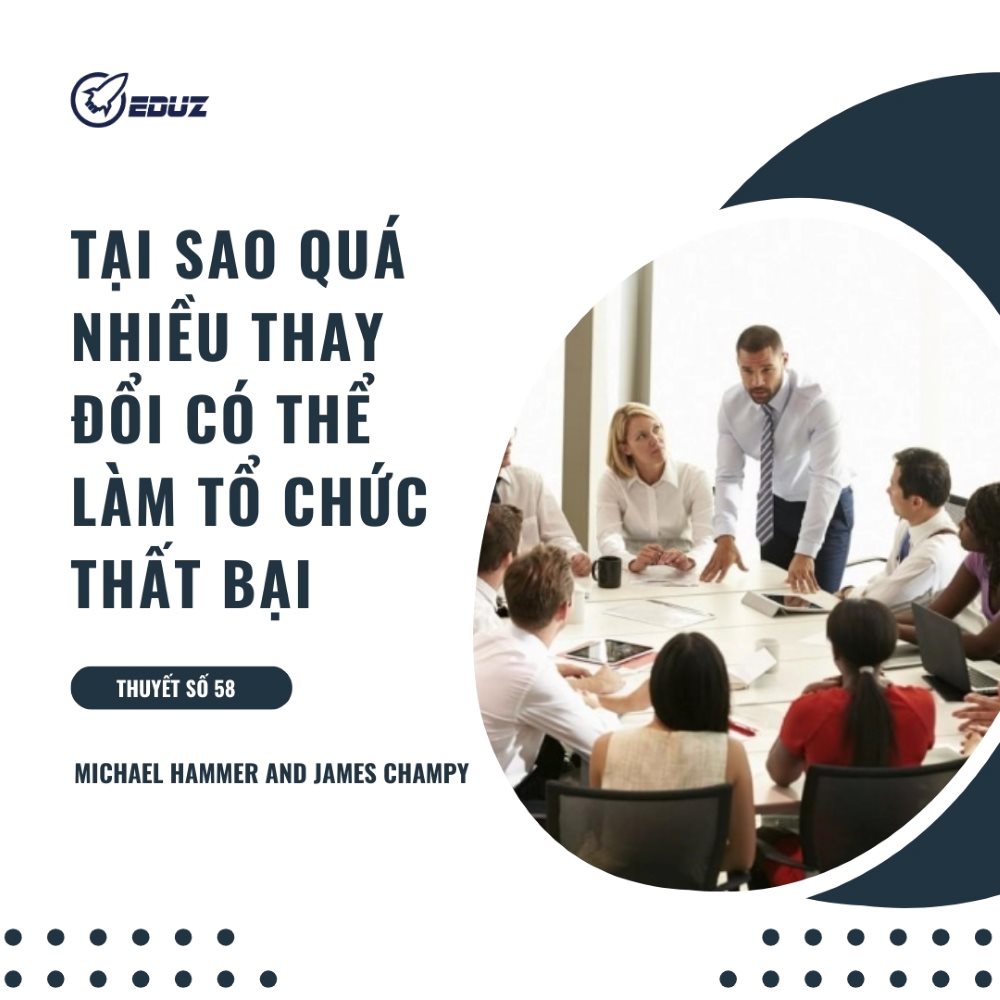 EDUZ
TẠI SAO QUÁ
NHIỀU THAY
ĐỔI CÓ THỂ
LÀM TỔ CHỨC
THẤT BẠI
THUYẾT SỐ 58
MICHAEL HAMMER AND JAMES CHAMPY